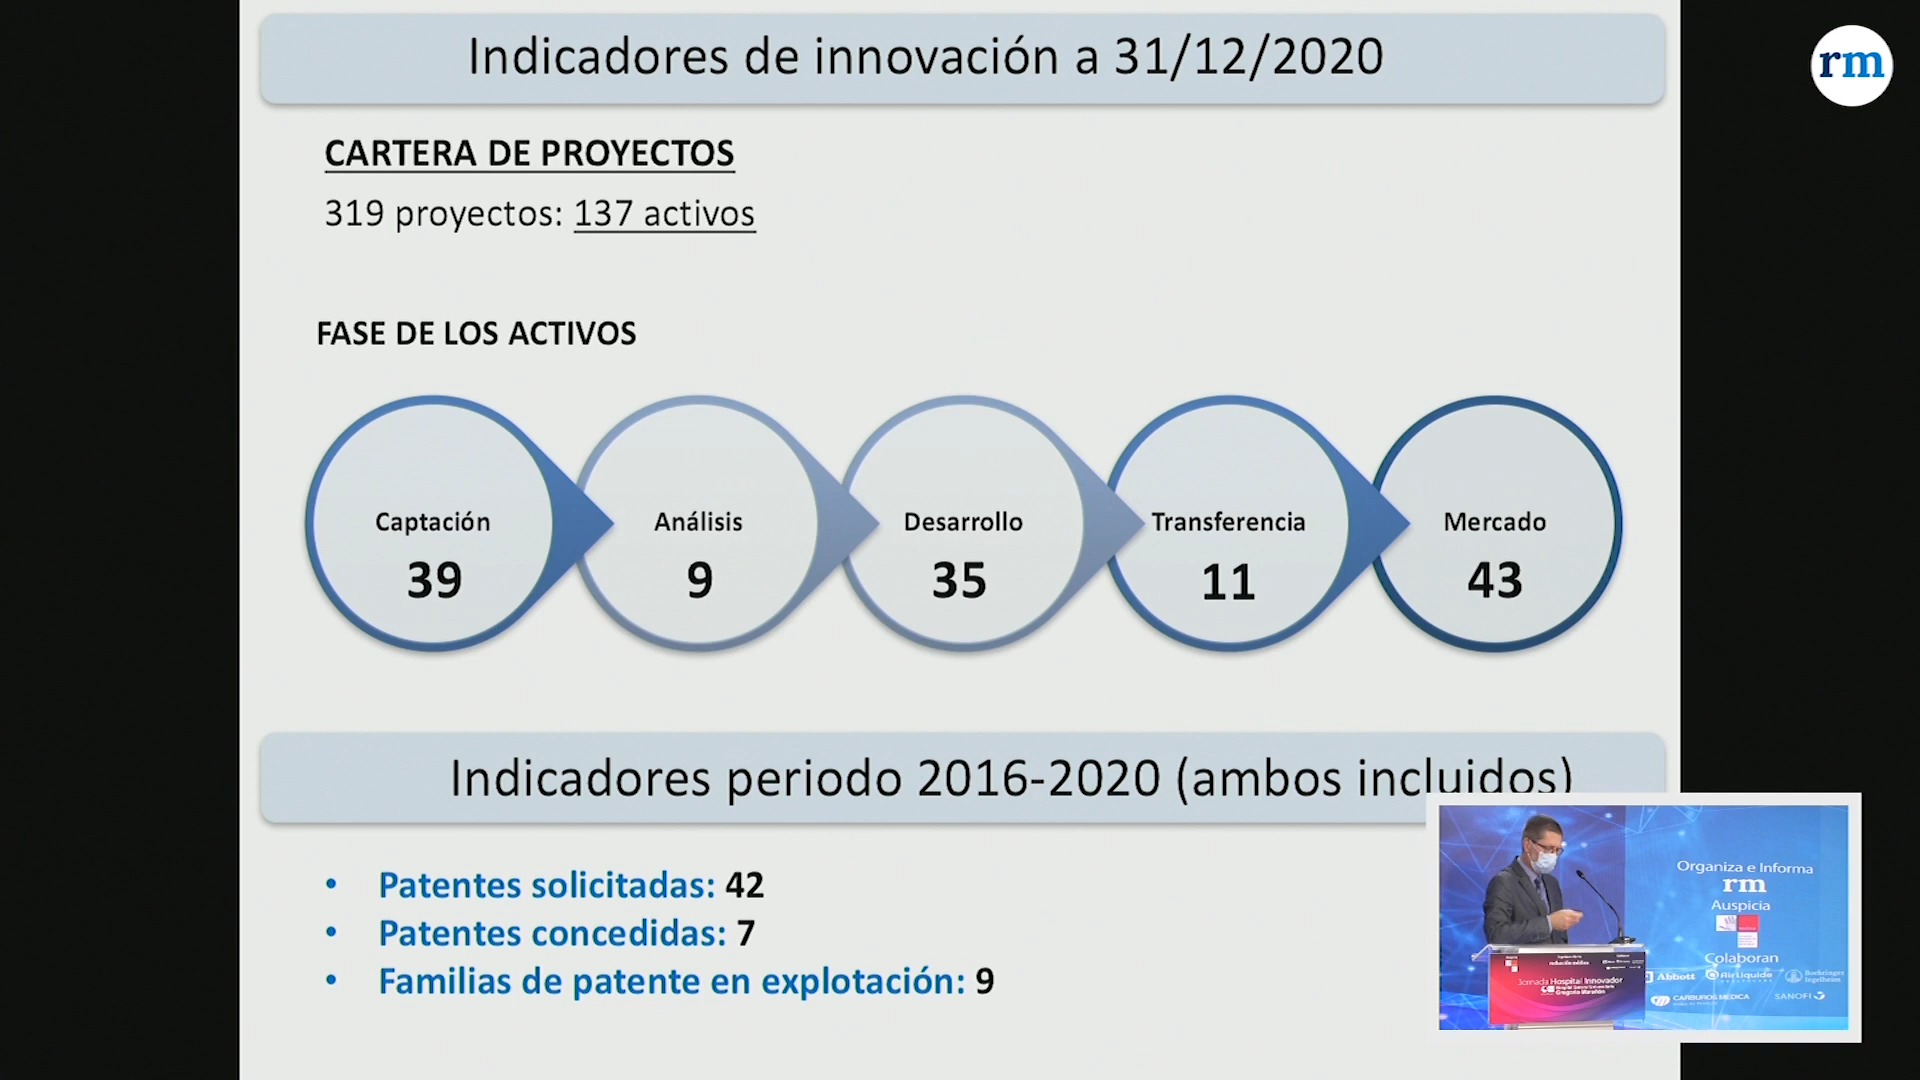 Indicadores de innovación a 31/12/2020
rm
CARTERA DE PROYECTOS
319 proyectos: 137 activos
FASE DE LOS ACTIVOS
Captación
39
Análisis
9
Desarrollo
35
Transferencia
11
Mercado
43
Indicadores periodo 2016-2020 (ambos incluidos)
• Patentes solicitadas: 42
• Patentes concedidas: 7
• Familias de patente en explotación: 9
Organiza e Informa
rm
Auspicia
Colaboran
Abbott
Air Liquide
Boehringer
Ingelheim
CARBUROS MEDICA
SANOFI
Jornada Hospital Innovador
Gregorio Marañón